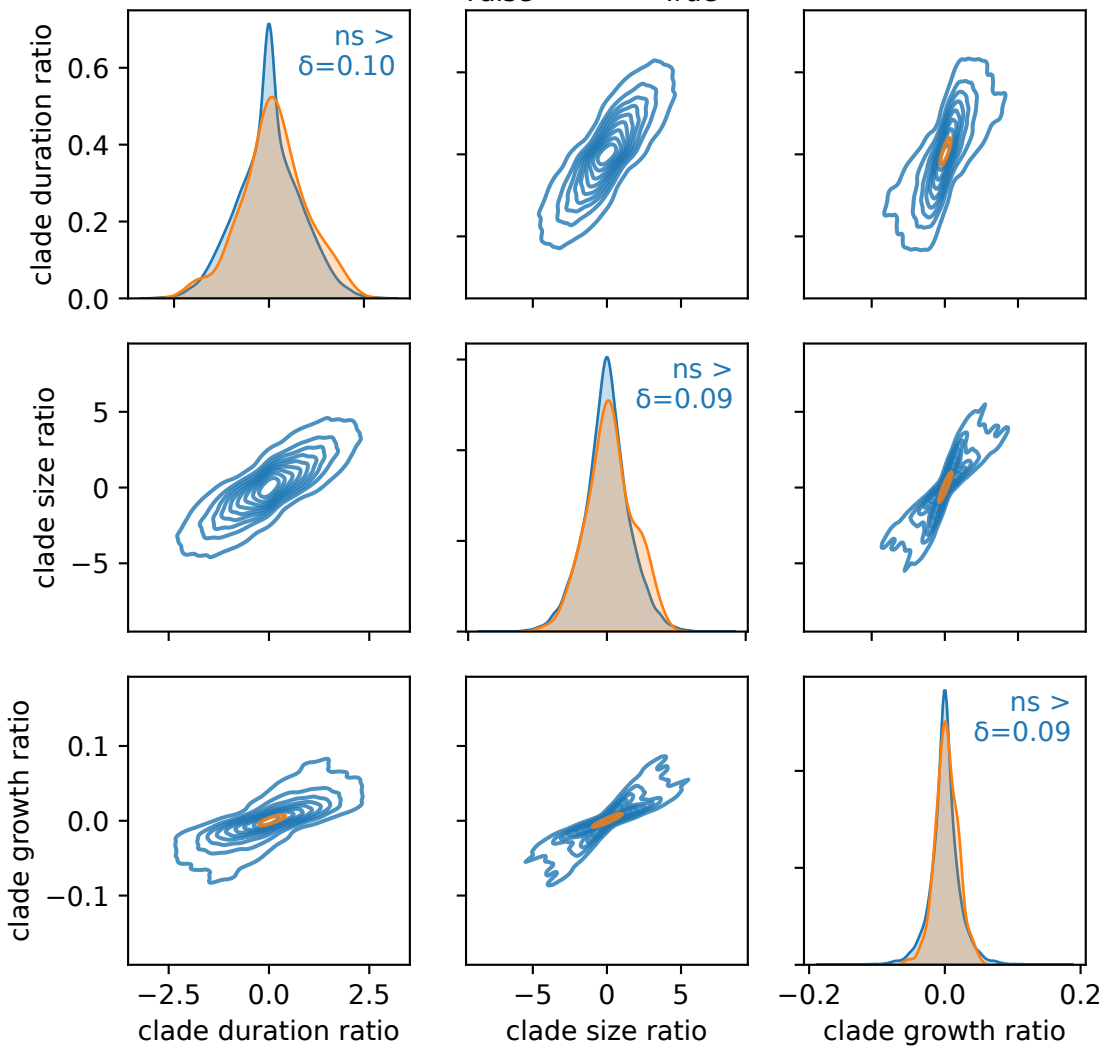 clade duration ratio
0.6
0.4
0.2
0.0
ns >
δ=0.10
−5
0
5
clade size ratio
5
0
−5
ns >
δ=0.09
clade growth ratio
0.1
0.0
−0.1
ns >
δ=0.09
−2.5
0.0
2.5
−5
0
5
−0.2
0.0
0.2
clade duration ratio
clade size ratio
clade growth ratio